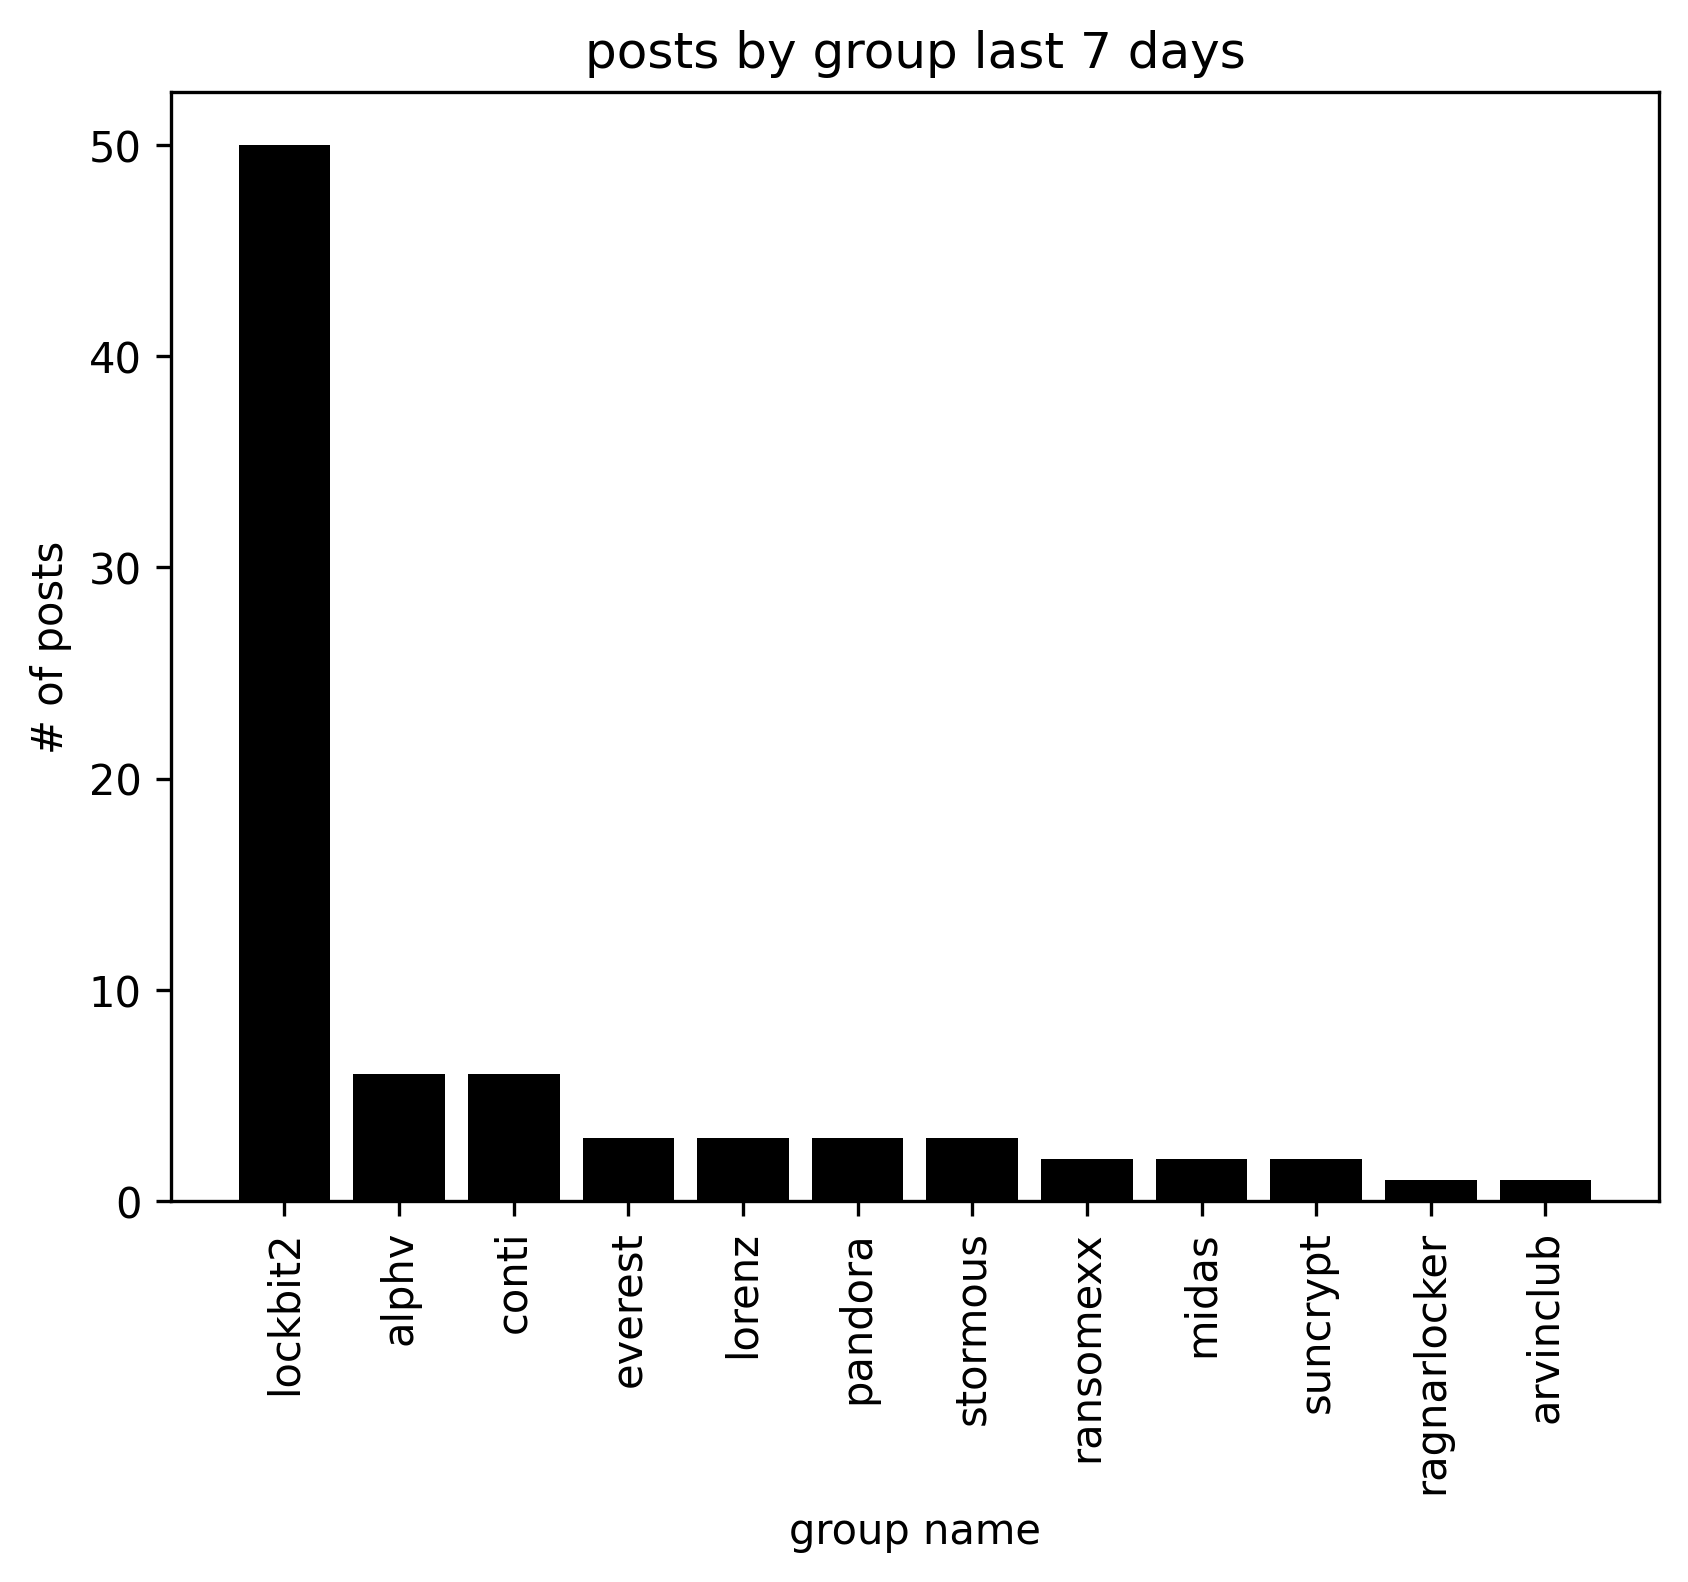 posts by group last 7 days
# of posts
50
40
30
20
10
0
lockbit2
alphv
conti
everest
lorenz
pandora
stormous
ransomexx
midas
suncrypt
ragnarlocker
arvinclub
group name